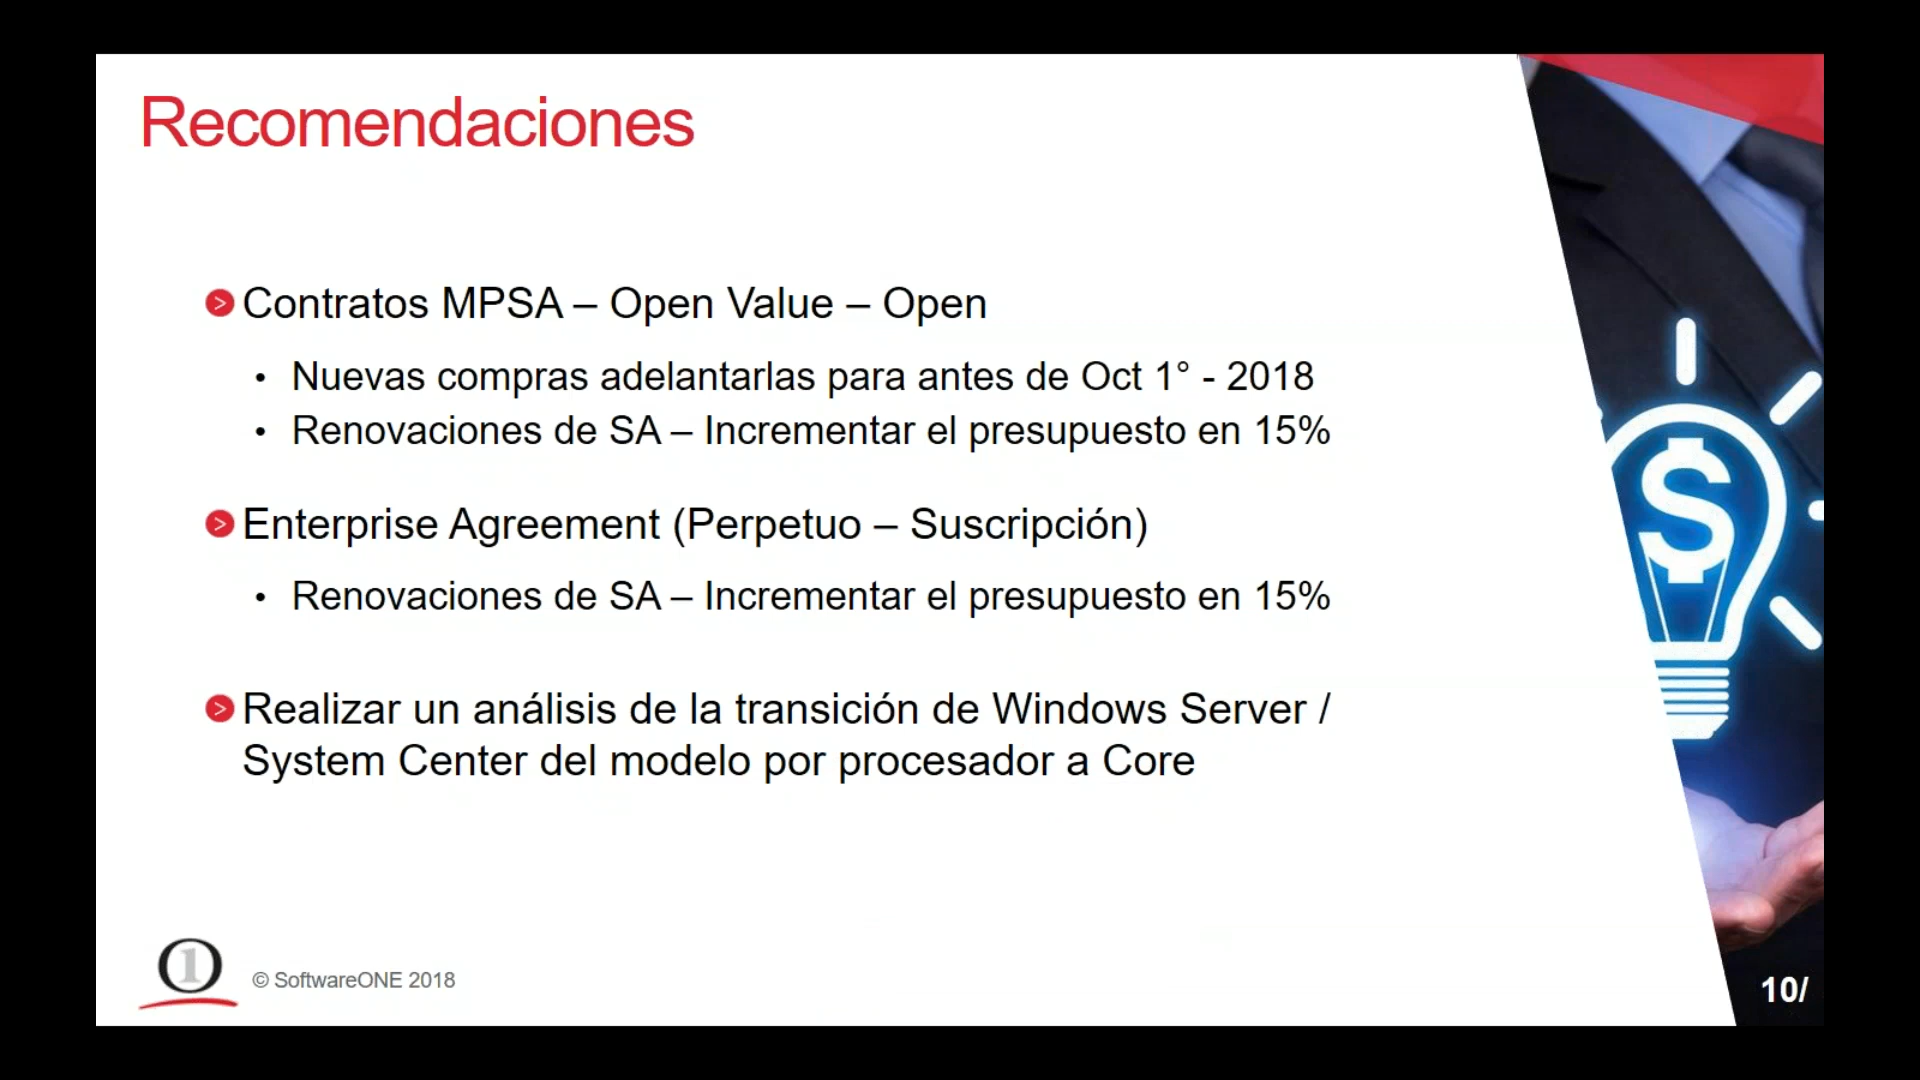 Recomendaciones
> Contratos MPSA – Open Value – Open
• Nuevas compras adelantarlas para antes de Oct 1° - 2018
• Renovaciones de SA – Incrementar el presupuesto en 15%
> Enterprise Agreement (Perpetuo – Suscripción)
• Renovaciones de SA – Incrementar el presupuesto en 15%
> Realizar un análisis de la transición de Windows Server /
System Center del modelo por procesador a Core
$
1
© SoftwareONE 2018
10/